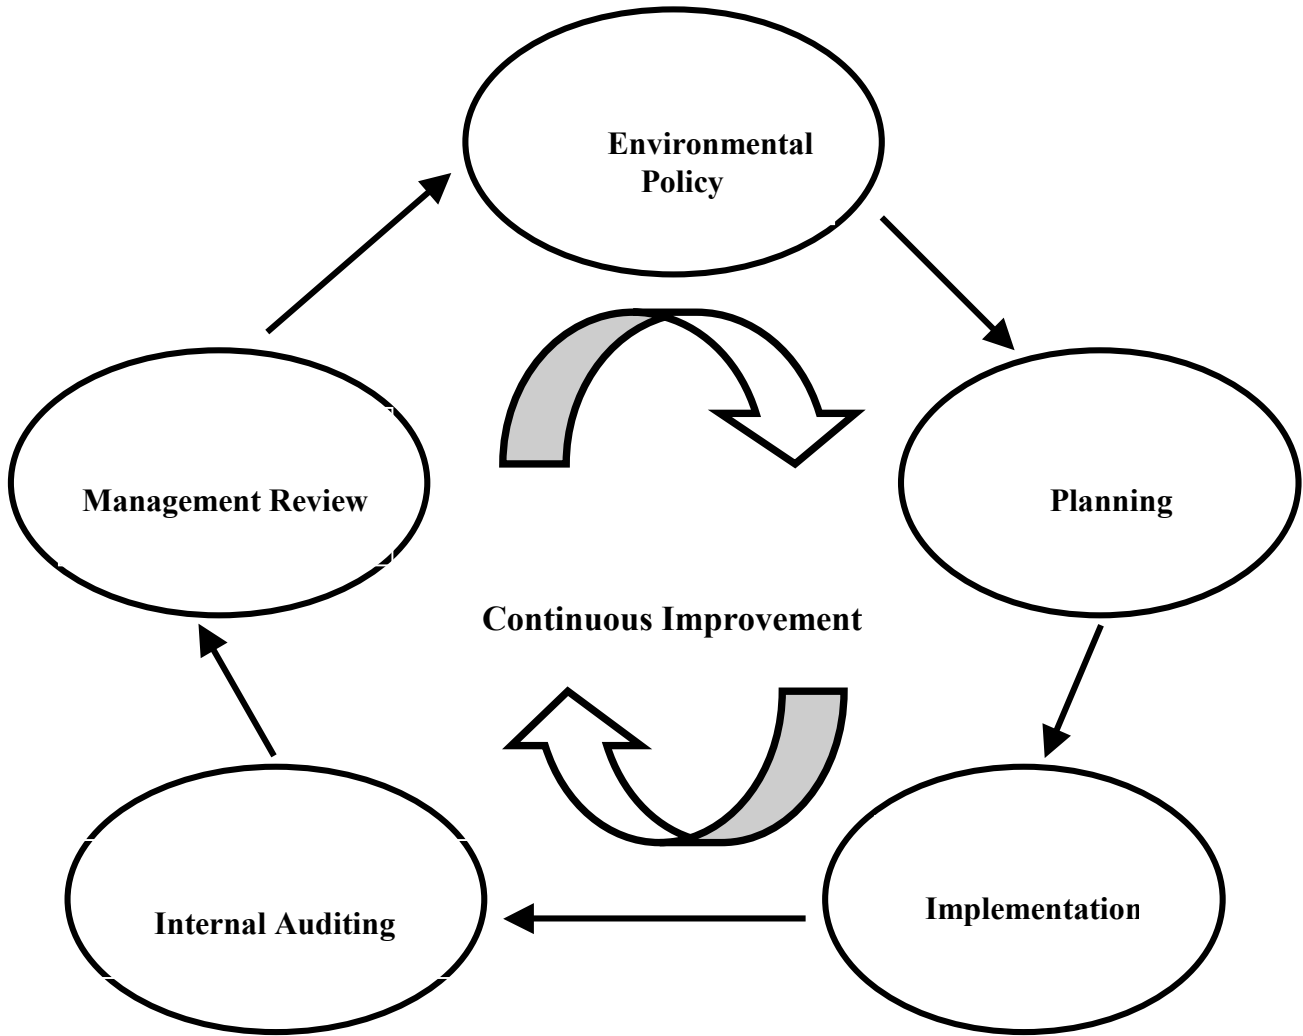 Environmental
Policy
Management Review
Planning
Continuous Improvement
Internal Auditing
Implementation